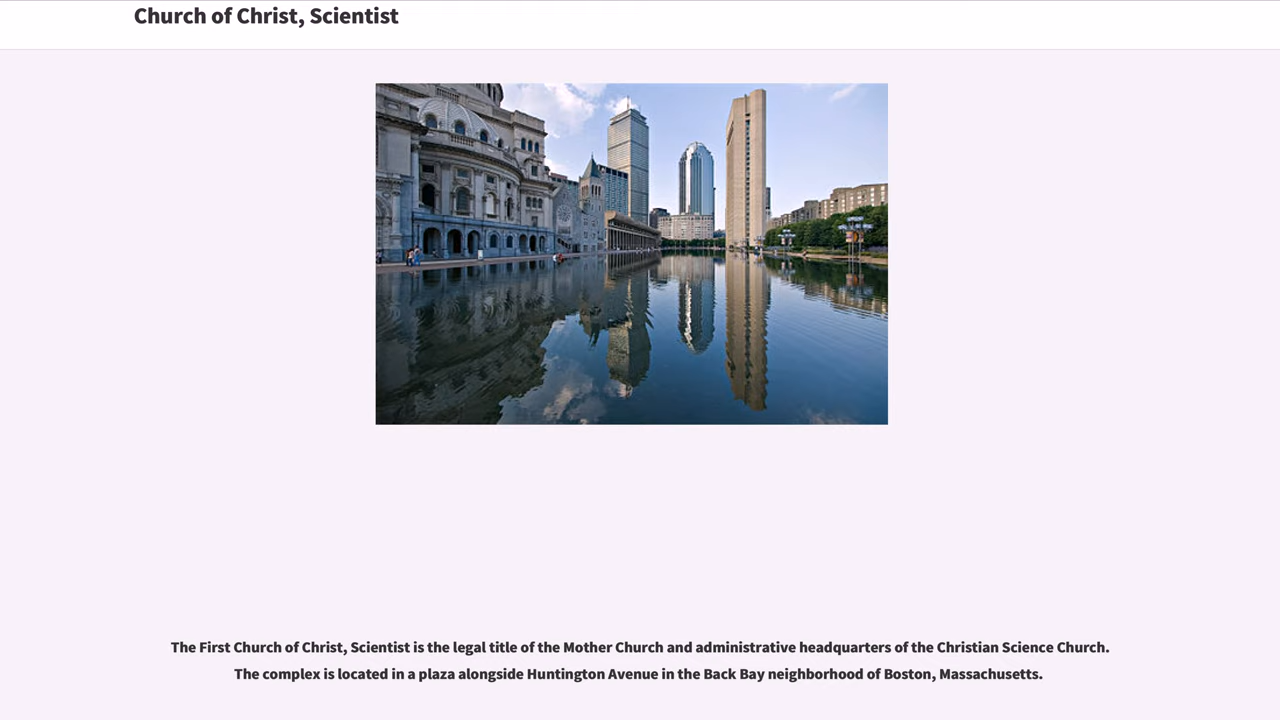 Church of Christ, Scientist
The First Church of Christ, Scientist is the legal title of the Mother Church and administrative headquarters of the Christian Science Church.
The complex is located in a plaza alongside Huntington Avenue in the Back Bay neighborhood of Boston, Massachusetts.